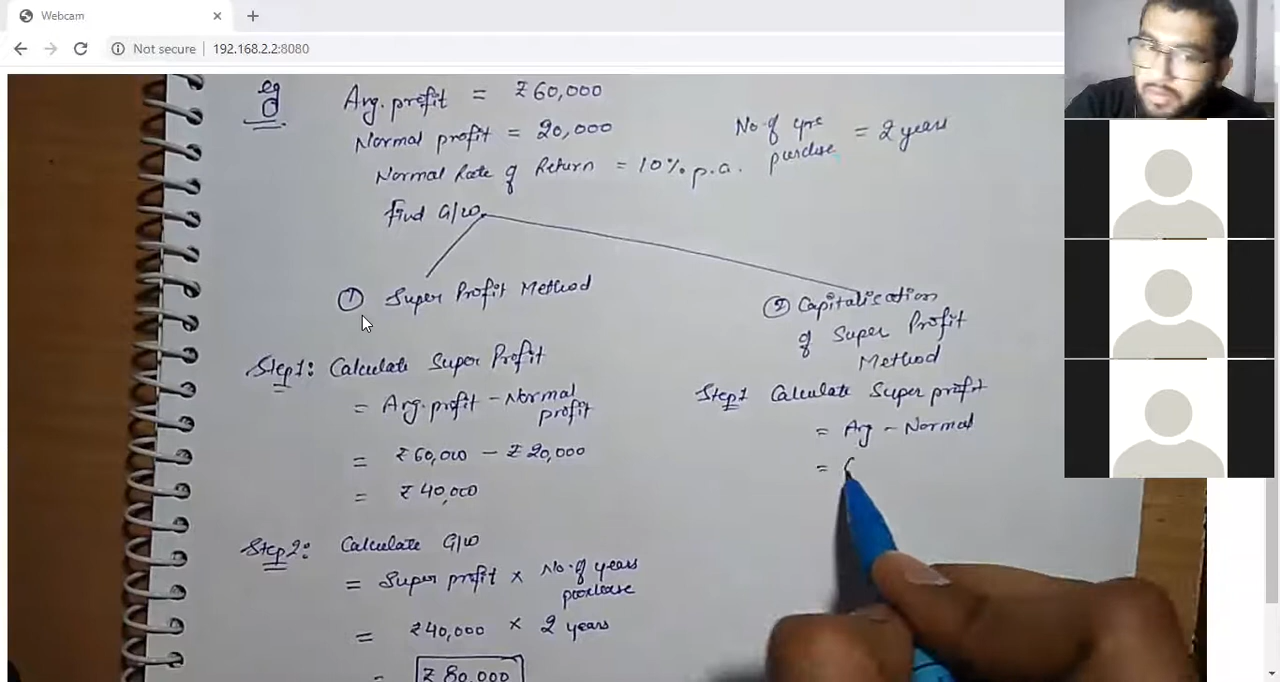 Webcam
Not secure | 192.168.2.2:8080
eg
Avg. profit = ₹60,000
Normal profit = 20,000
No. of yrs purchase = 2 years
Normal Rate of Return = 10% p.a.
find G/w.
① Super Profit Method
② Capitalisation
of Super Profit
Method
Step1: Calculate Super Profit
= Avg. profit - Normal
profit
= ₹60,000 - ₹20,000
= ₹40,000
Step1 Calculate Super profit
= Avg - Normal
=
Step2: Calculate G/w
= Super profit × No. of years
purchase
= ₹40,000 × 2 years
= ₹80,000